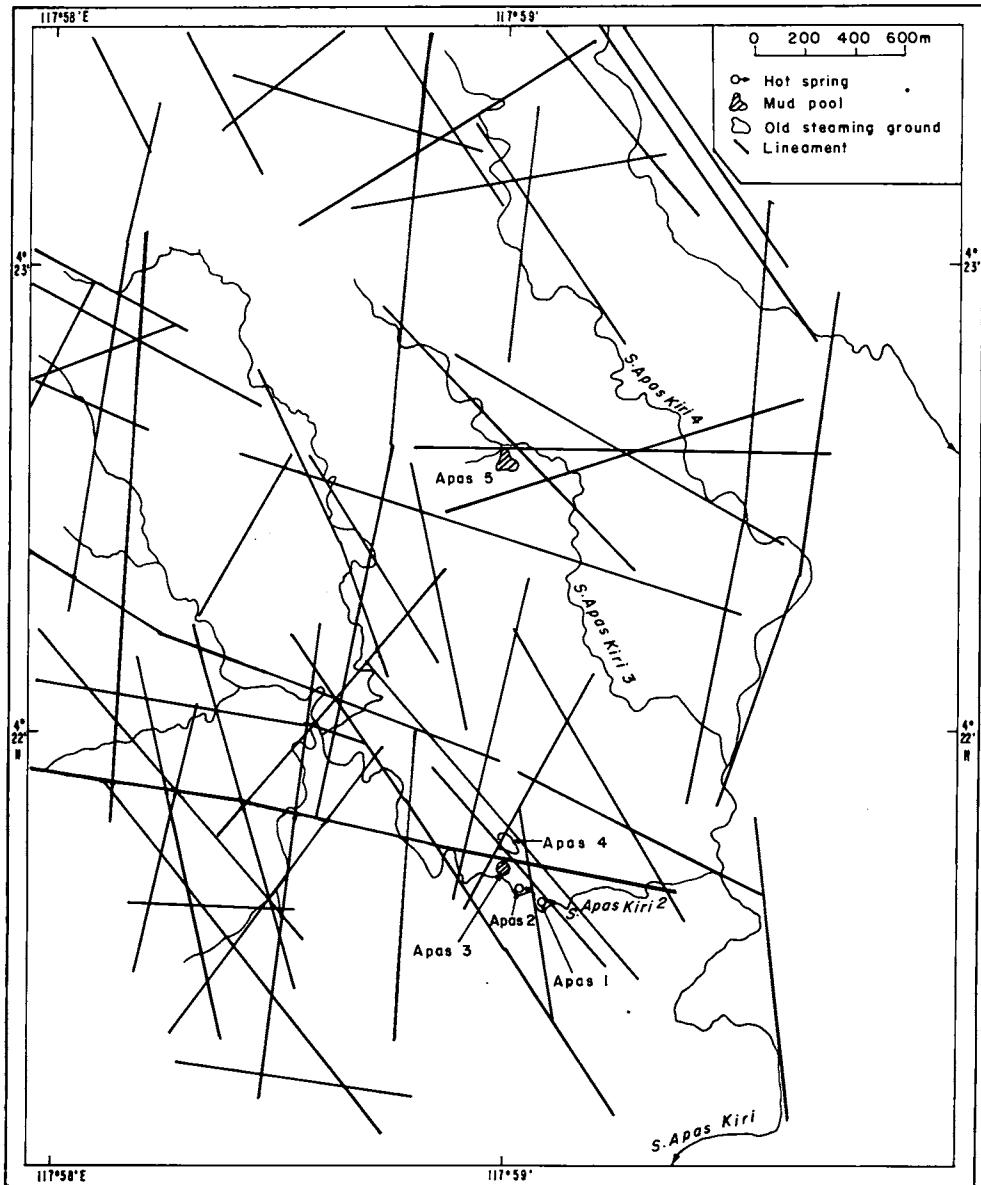 117°58' E
117°59'
0 200 400 600m
Hot spring
Mud pool
Old steaming ground
Lineament
4°
23'
4°
23'
S. Apas Kiri 4
Apas 5
S. Apas Kiri 3
4°
22'
N
4°
22'
N
Apas 4
Apas 2
S. Apas Kiri 2
Apas 3
Apas 1
S. Apas Kiri
117°58' E
117°59'